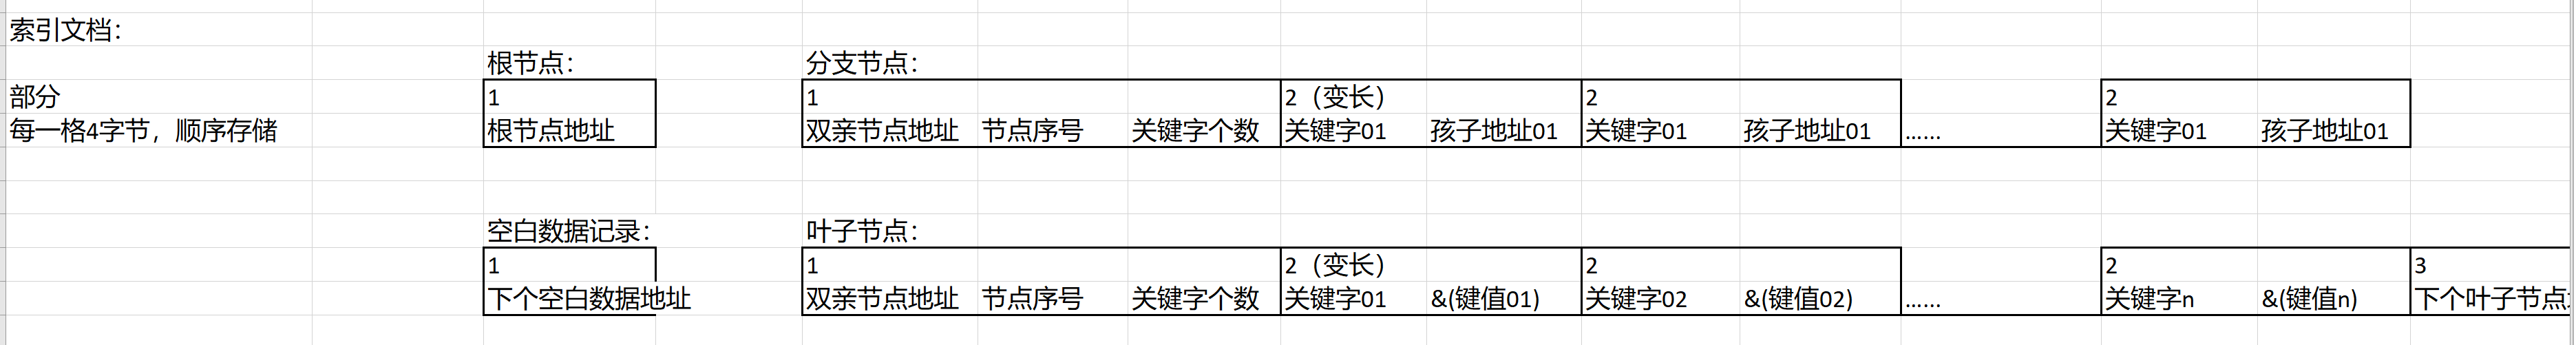 索引文档：
根节点： 分支节点：
部分 1 1 2（变长） 2 2
每一格4字节，顺序存储 根节点地址 双亲节点地址 节点序号 关键字个数 关键字01 孩子地址01 关键字01 孩子地址01 …… 关键字01 孩子地址01
空白数据记录： 叶子节点：
1 1 2（变长） 2 2 3
下个空白数据地址 双亲节点地址 节点序号 关键字个数 关键字01 &(键值01) 关键字02 &(键值02) …… 关键字n &(键值n) 下个叶子节点